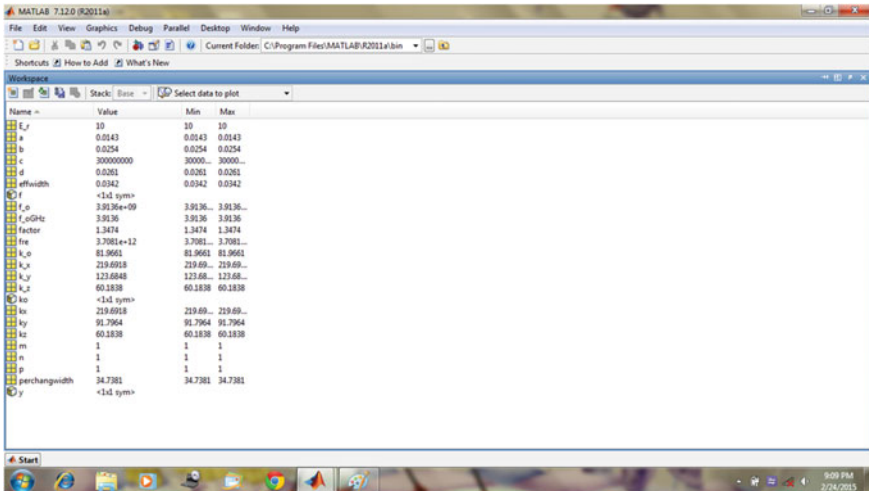 MATLAB 7.12.0 (R2011a)
File Edit View Graphics Debug Parallel Desktop Window Help
Current Folder: C:\Program Files\MATLAB\R2011a\bin
Shortcuts How to Add What's New
Workspace
Stack: Base Select data to plot
Name Value Min Max
E_r 10 10 10
a 0.0143 0.0143 0.0143
b 0.0254 0.0254 0.0254
c 300000000 30000... 30000...
d 0.0261 0.0261 0.0261
effwidth 0.0342 0.0342 0.0342
f <1x1 sym>
f_o 3.9136e+09 3.9136... 3.9136...
f_oGHz 3.9136 3.9136 3.9136
factor 1.3474 1.3474 1.3474
fre 3.7081e+12 3.7081... 3.7081...
k_o 81.9661 81.9661 81.9661
k_x 219.6918 219.69... 219.69...
k_y 123.6848 123.68... 123.68...
k_z 60.1838 60.1838 60.1838
ko <1x1 sym>
kx 219.6918 219.69... 219.69...
ky 91.7964 91.7964 91.7964
kz 60.1838 60.1838 60.1838
m 1 1 1
n 1 1 1
p 1 1 1
perchangwidth 34.7381 34.7381 34.7381
y <1x1 sym>
Start
9:09 PM
2/24/2015